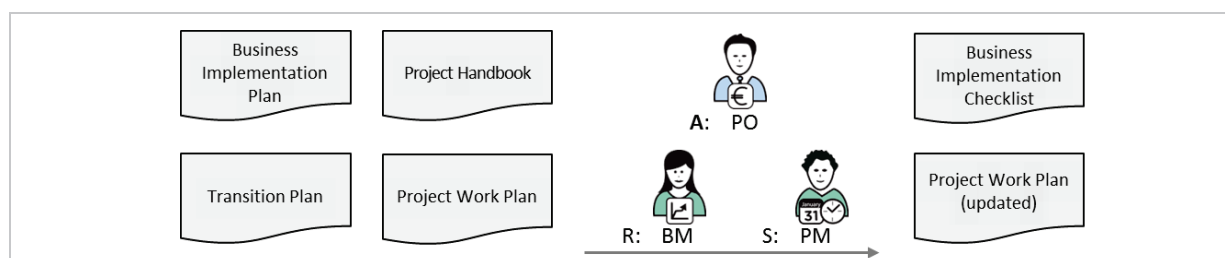 Business
Implementation
Plan
Project Handbook
A: PO
Business
Implementation
Checklist
Transition Plan
Project Work Plan
R: BM
S: PM
January
31
€
Project Work Plan
(updated)